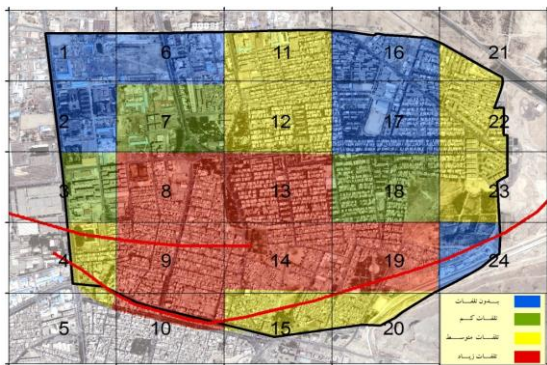 1 6 11 16 21
2 7 12 17 22
3 8 13 18 23
4 9 14 19 24
5 10 15 20
بدون تلفات
تلفات کم
تلفات متوسط
تلفات زیاد